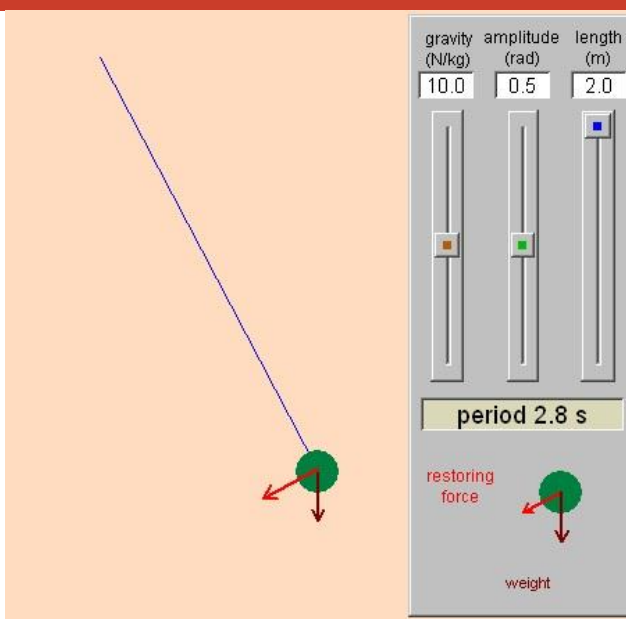 gravity amplitude length
(N/kg) (rad) (m)
10.0 0.5 2.0
period 2.8 s
restoring
force
weight